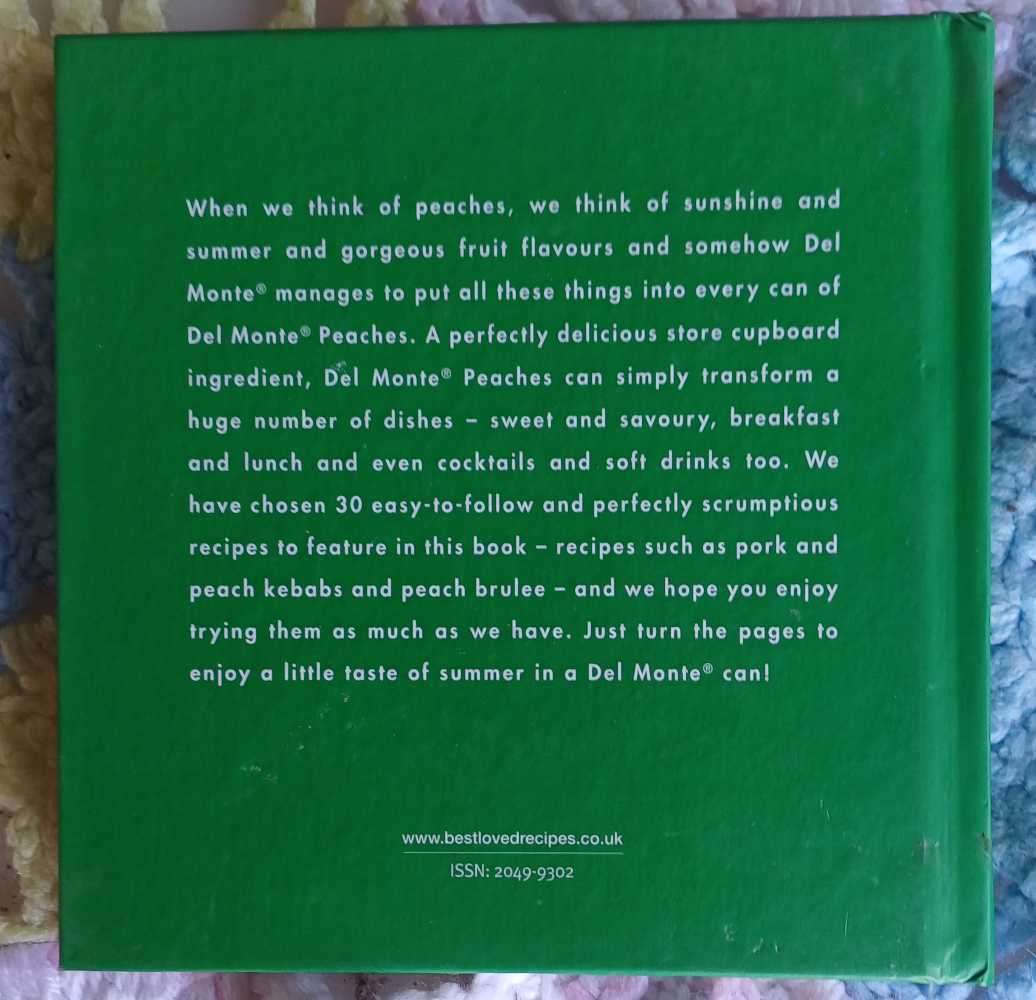 When we think of peaches, we think of sunshine and
summer and gorgeous fruit flavours and somehow Del
Monte® manages to put all these things into every can of
Del Monte® Peaches. A perfectly delicious store cupboard
ingredient, Del Monte® Peaches can simply transform a
huge number of dishes – sweet and savoury, breakfast
and lunch and even cocktails and soft drinks too. We
have chosen 30 easy-to-follow and perfectly scrumptious
recipes to feature in this book – recipes such as pork and
peach kebabs and peach brulee – and we hope you enjoy
trying them as much as we have. Just turn the pages to
enjoy a little taste of summer in a Del Monte® can!
www.bestlovedrecipes.co.uk
ISSN: 2049-9302